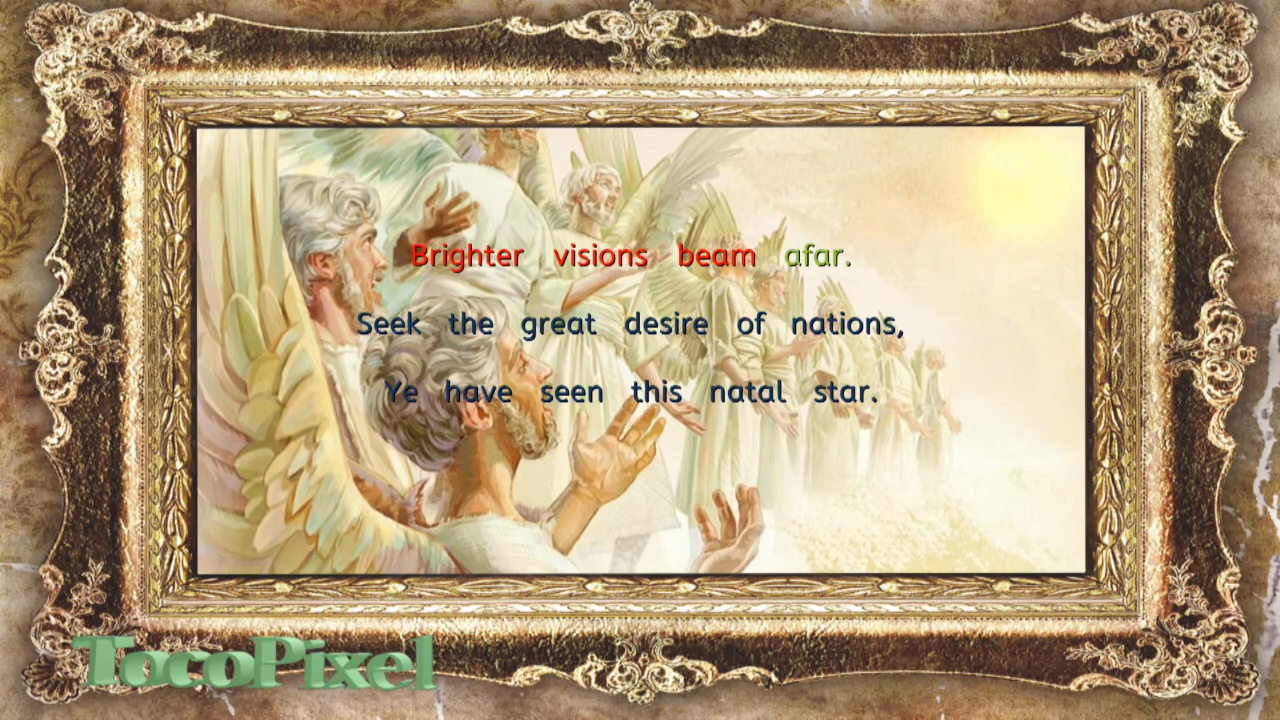 Brighter visions beam afar.
Seek the great desire of nations,
Ye have seen this natal star.
TocoPixel